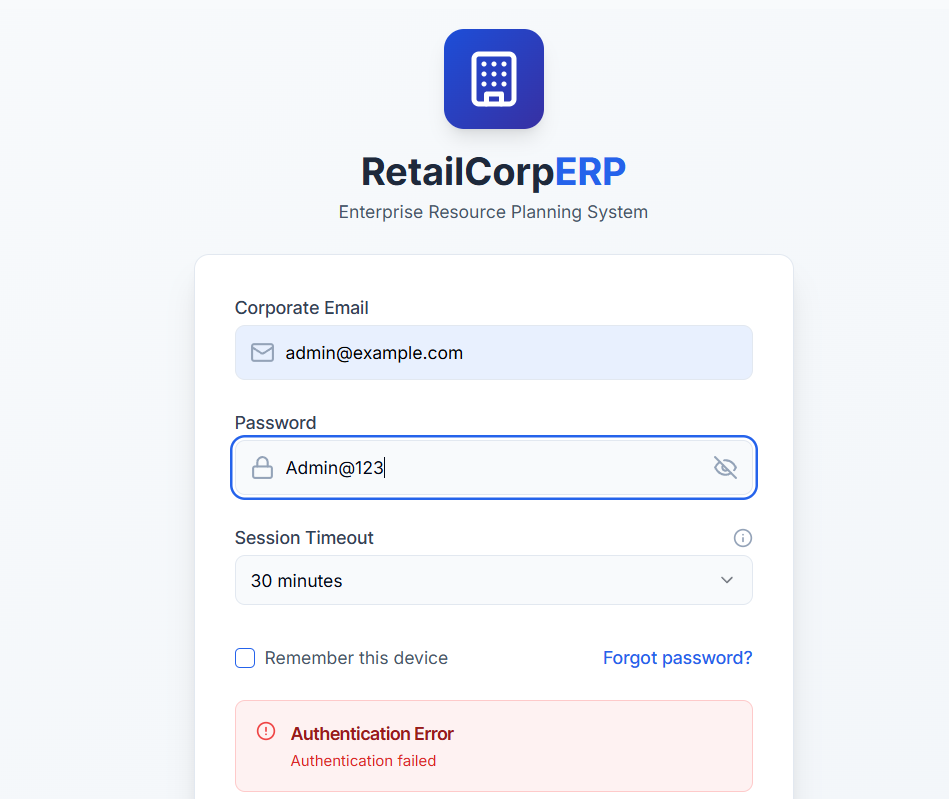 RetailCorpERP
Enterprise Resource Planning System
Corporate Email
admin@example.com
Password
Admin@123
Session Timeout
30 minutes
Remember this device
Forgot password?
Authentication Error
Authentication failed